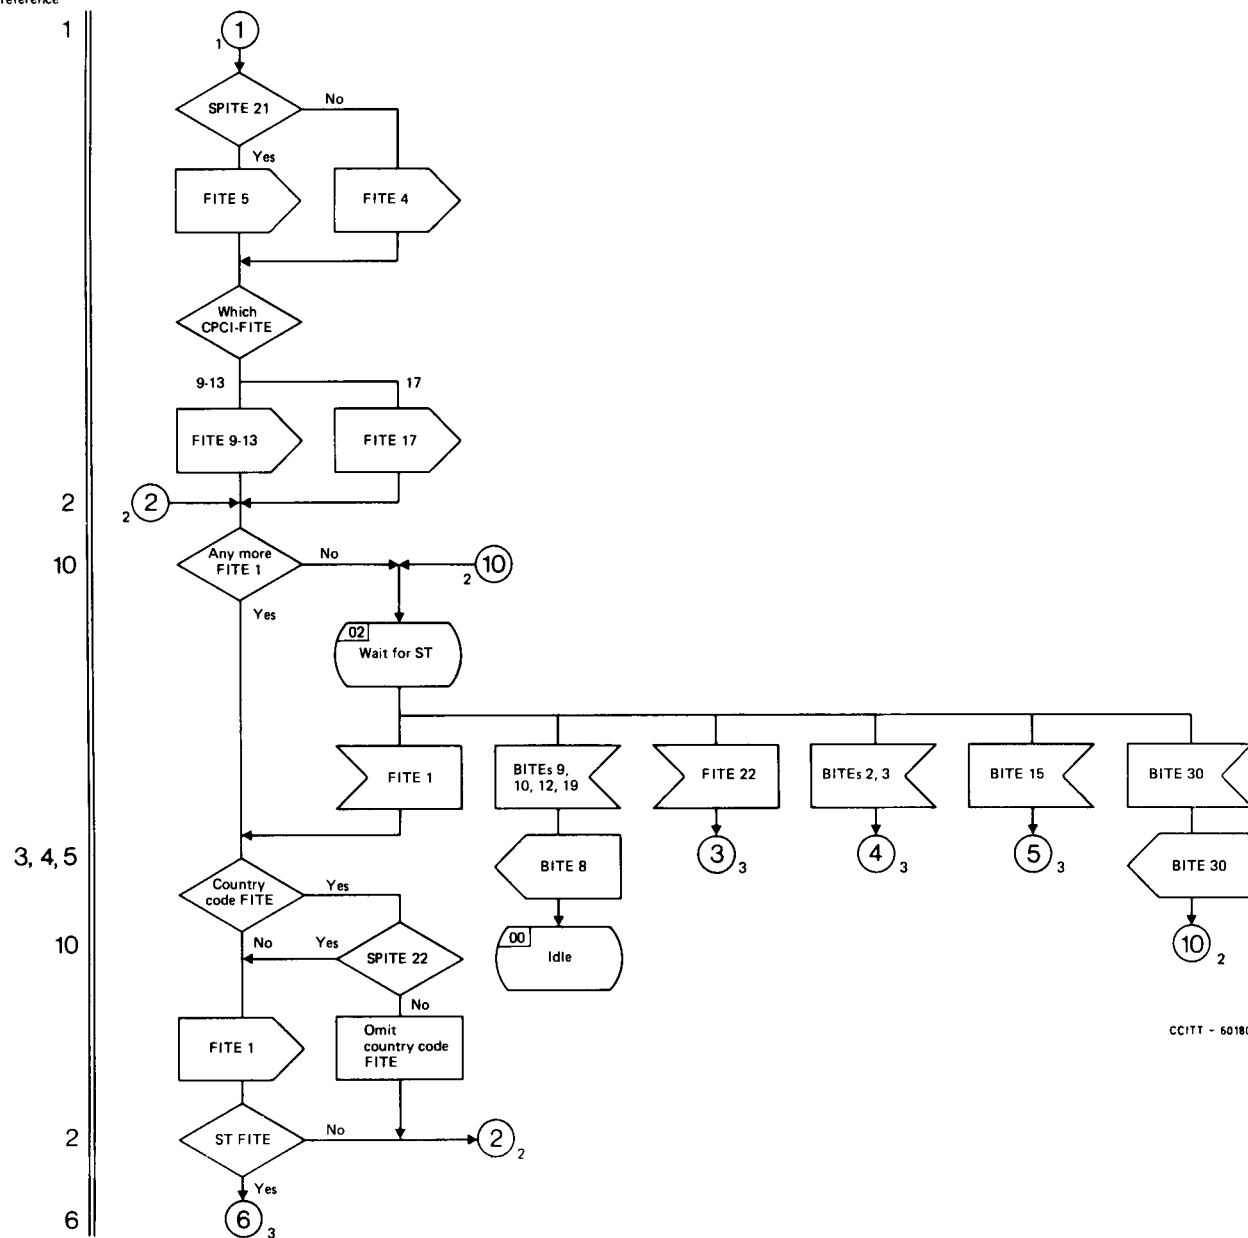 reference
1
1
1
SPITE 21
No
Yes
FITE 5
FITE 4
Which
CPCI-FITE
9-13
17
FITE 9-13
FITE 17
2
2
2
10
Any more
FITE 1
No
2
10
Yes
02
Wait for ST
FITE 1
BITEs 9,
10, 12, 19
FITE 22
BITEs 2, 3
BITE 15
BITE 30
3, 4, 5
BITE 8
3
3
4
3
5
3
BITE 30
Country
code FITE
Yes
10
No
Yes
SPITE 22
00
Idle
10
2
No
FITE 1
Omit
country code
FITE
CCITT - 60180
2
ST FITE
No
2
2
Yes
6
6
3